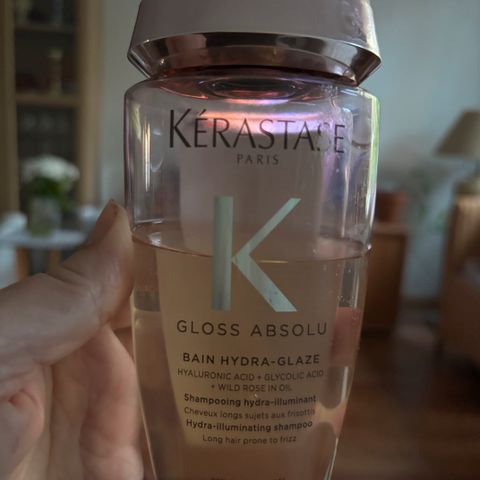 KÉRASTASE
PARIS
K
GLOSS ABSOLU
BAIN HYDRA-GLAZE
HYALURONIC ACID + GLYCOLIC ACID
+ WILD ROSE IN OIL
Shampooing hydra-illuminant
Cheveux longs sujets aux frisottis
Hydra-illuminating shampoo
Long hair prone to frizz